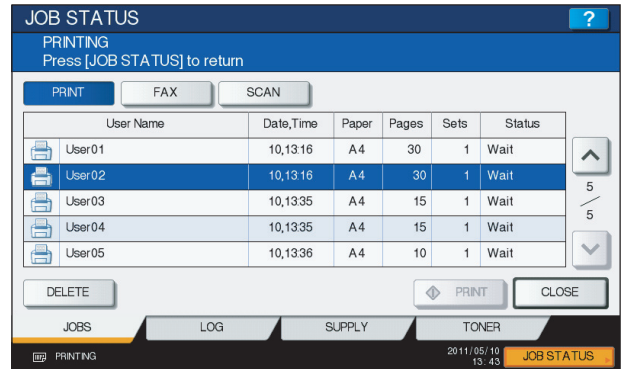 JOB STATUS ?
PRINTING
Press [JOB STATUS] to return
PRINT FAX SCAN
User Name Date,Time Paper Pages Sets Status
User01 10,13:16 A4 30 1 Wait
User02 10,13:16 A4 30 1 Wait
User03 10,13:35 A4 15 1 Wait
User04 10,13:35 A4 15 1 Wait
User05 10,13:36 A4 10 1 Wait
5
5
DELETE PRINT CLOSE
JOBS LOG SUPPLY TONER
PRINTING 2011/05/10
13:43 JOB STATUS